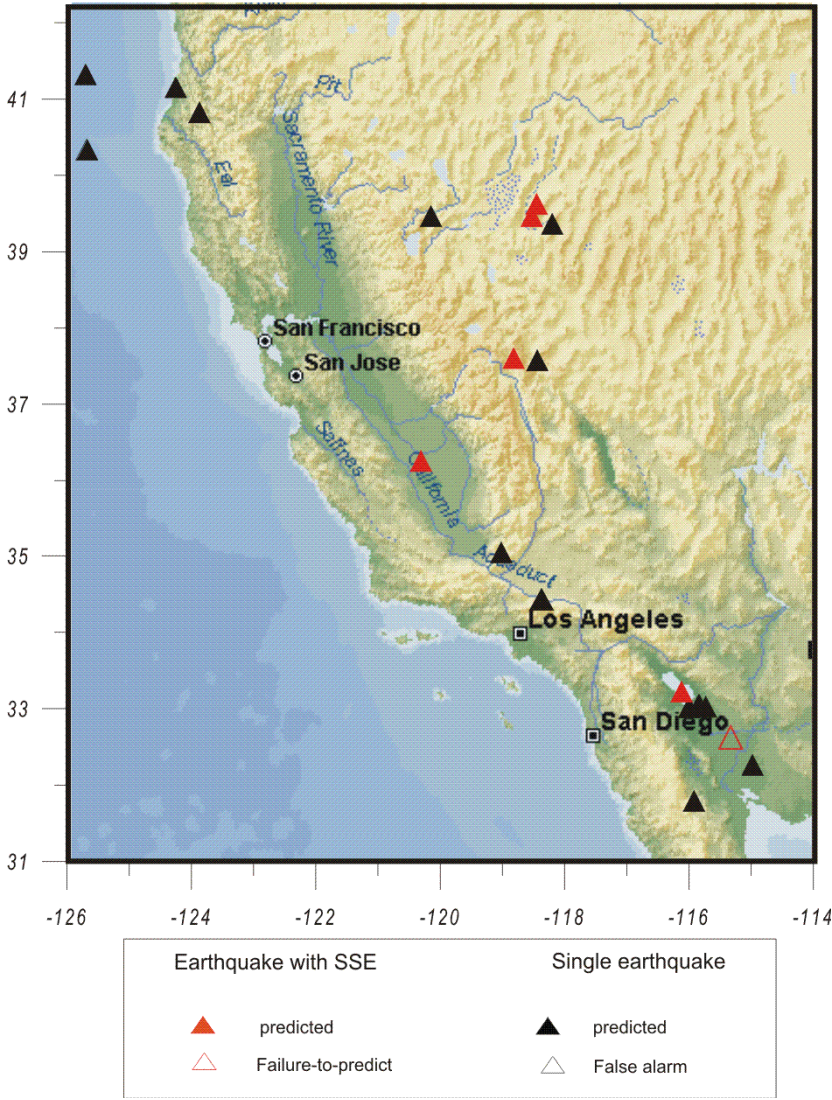 Pit
Sacramento River
Eel
San Francisco
San Jose
Salinas
California
Aqueduct
Los Angeles
San Diego
41
39
37
35
33
31
-126 -124 -122 -120 -118 -116 -114
Earthquake with SSE Single earthquake
predicted predicted
Failure-to-predict False alarm